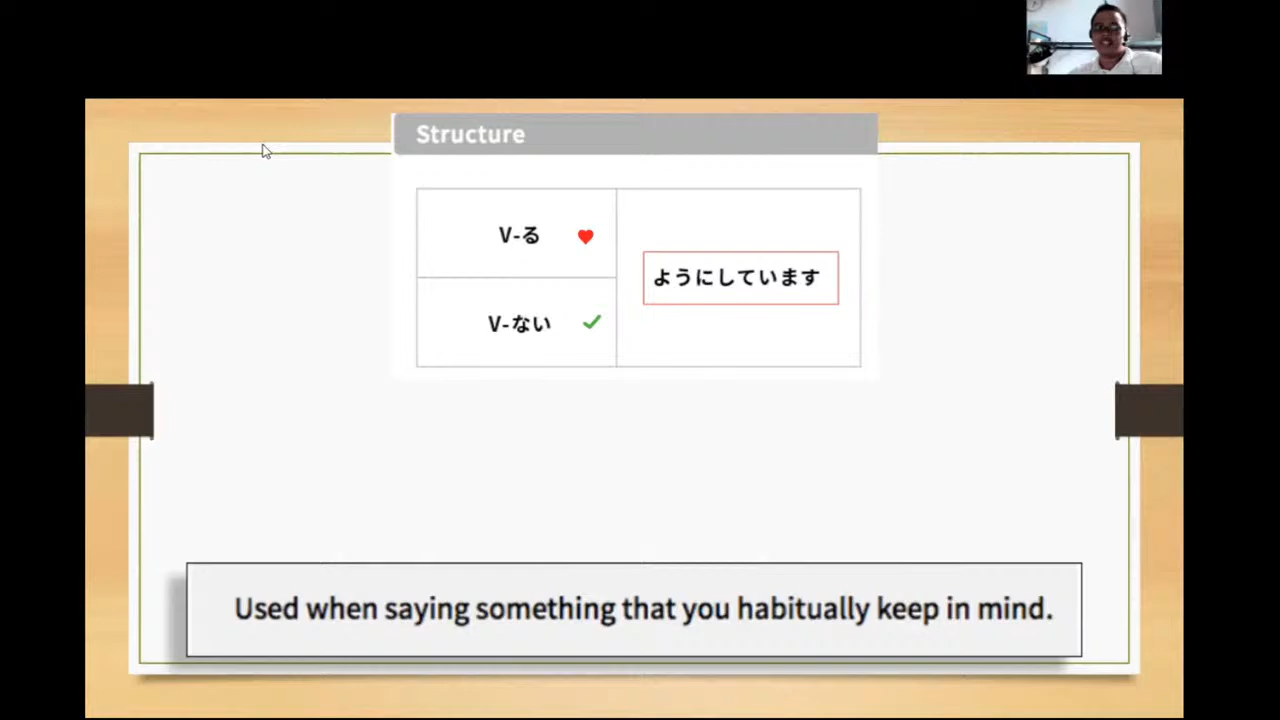 Structure
V-る
ようにしています
V-ない
Used when saying something that you habitually keep in mind.